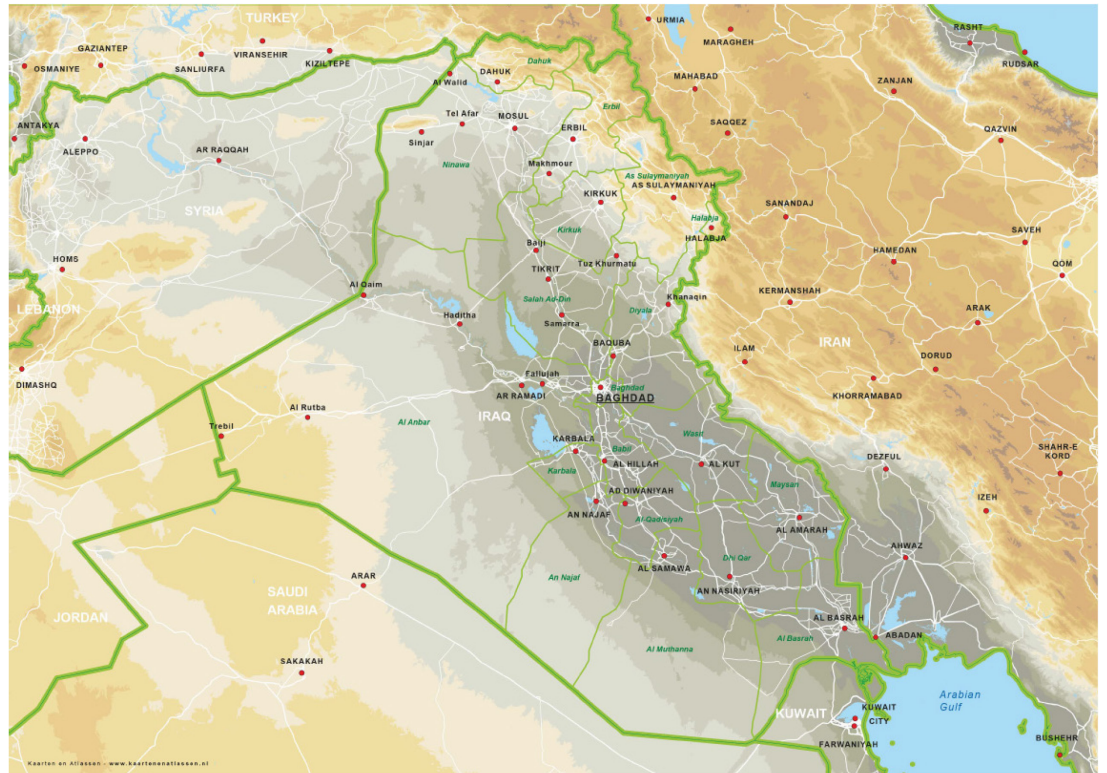 TURKEY
GAZIANTEP
OSMANIYE
SANLIURFA
VIRANSEHIR
KIZILTEPE
Al Walid
DAHUK
Dahuk
URMIA
MARAGHEH
RASHT
RUDSAR
MAHABAD
ZANJAN
ANTAKYA
ALEPPO
AR RAQQAH
Tel Afar
MOSUL
Sinjar
ERBIL
Erbil
SAQQEZ
QAZVIN
Ninawa
Makhmour
As Sulaymaniyah
AS SULAYMANIYAH
KIRKUK
SANANDAJ
SYRIA
Halabja
HALABJA
Kirkuk
Baiji
SAVEH
HAMEDAN
HOMS
TIKRIT
Tuz Khurmatu
QOM
Al Qaim
KERMANSHAH
Salah Ad-Din
Khanaqin
LEBANON
Haditha
Samarra
Diyala
ARAK
BAQUBA
ILAM
IRAN
DORUD
DIMASHQ
Fallujah
AR RAMADI
Baghdad
BAGHDAD
KHORRAMABAD
Al Rutba
IRAQ
Al Anbar
Trebil
KARBALA
Babil
Wasit
SHAHR-E
KORD
DEZFUL
Karbala
AL HILLAH
AL KUT
AD DIWANIYAH
Maysan
IZEH
AN NAJAF
Al-Qadisiyah
AL AMARAH
AHWAZ
Dhi Qar
AL SAMAWA
An Najaf
AN NASIRIYAH
ARAR
SAUDI
ARABIA
JORDAN
AL BASRAH
ABADAN
Al Basrah
Al Muthanna
SAKAKAH
Arabian
Gulf
KUWAIT
KUWAIT
CITY
FARWANIYAH
BUSHEHR
Kaarten en Atlassen - www.kaartenenatlassen.nl